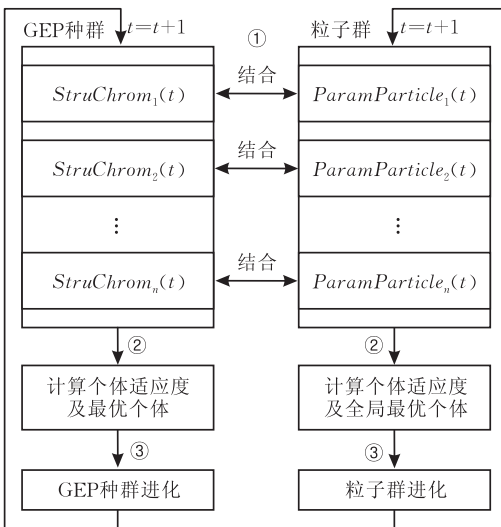 GEP种群 t=t+1 ① 粒子群 t=t+1
StruChrom₁(t) 结合 ParamParticle₁(t)
StruChrom₂(t) 结合 ParamParticle₂(t)
⋮ ⋮
StruChromₙ(t) 结合 ParamParticleₙ(t)
② ②
计算个体适应度 计算个体适应度
及最优个体 及全局最优个体
③ ③
GEP种群进化 粒子群进化